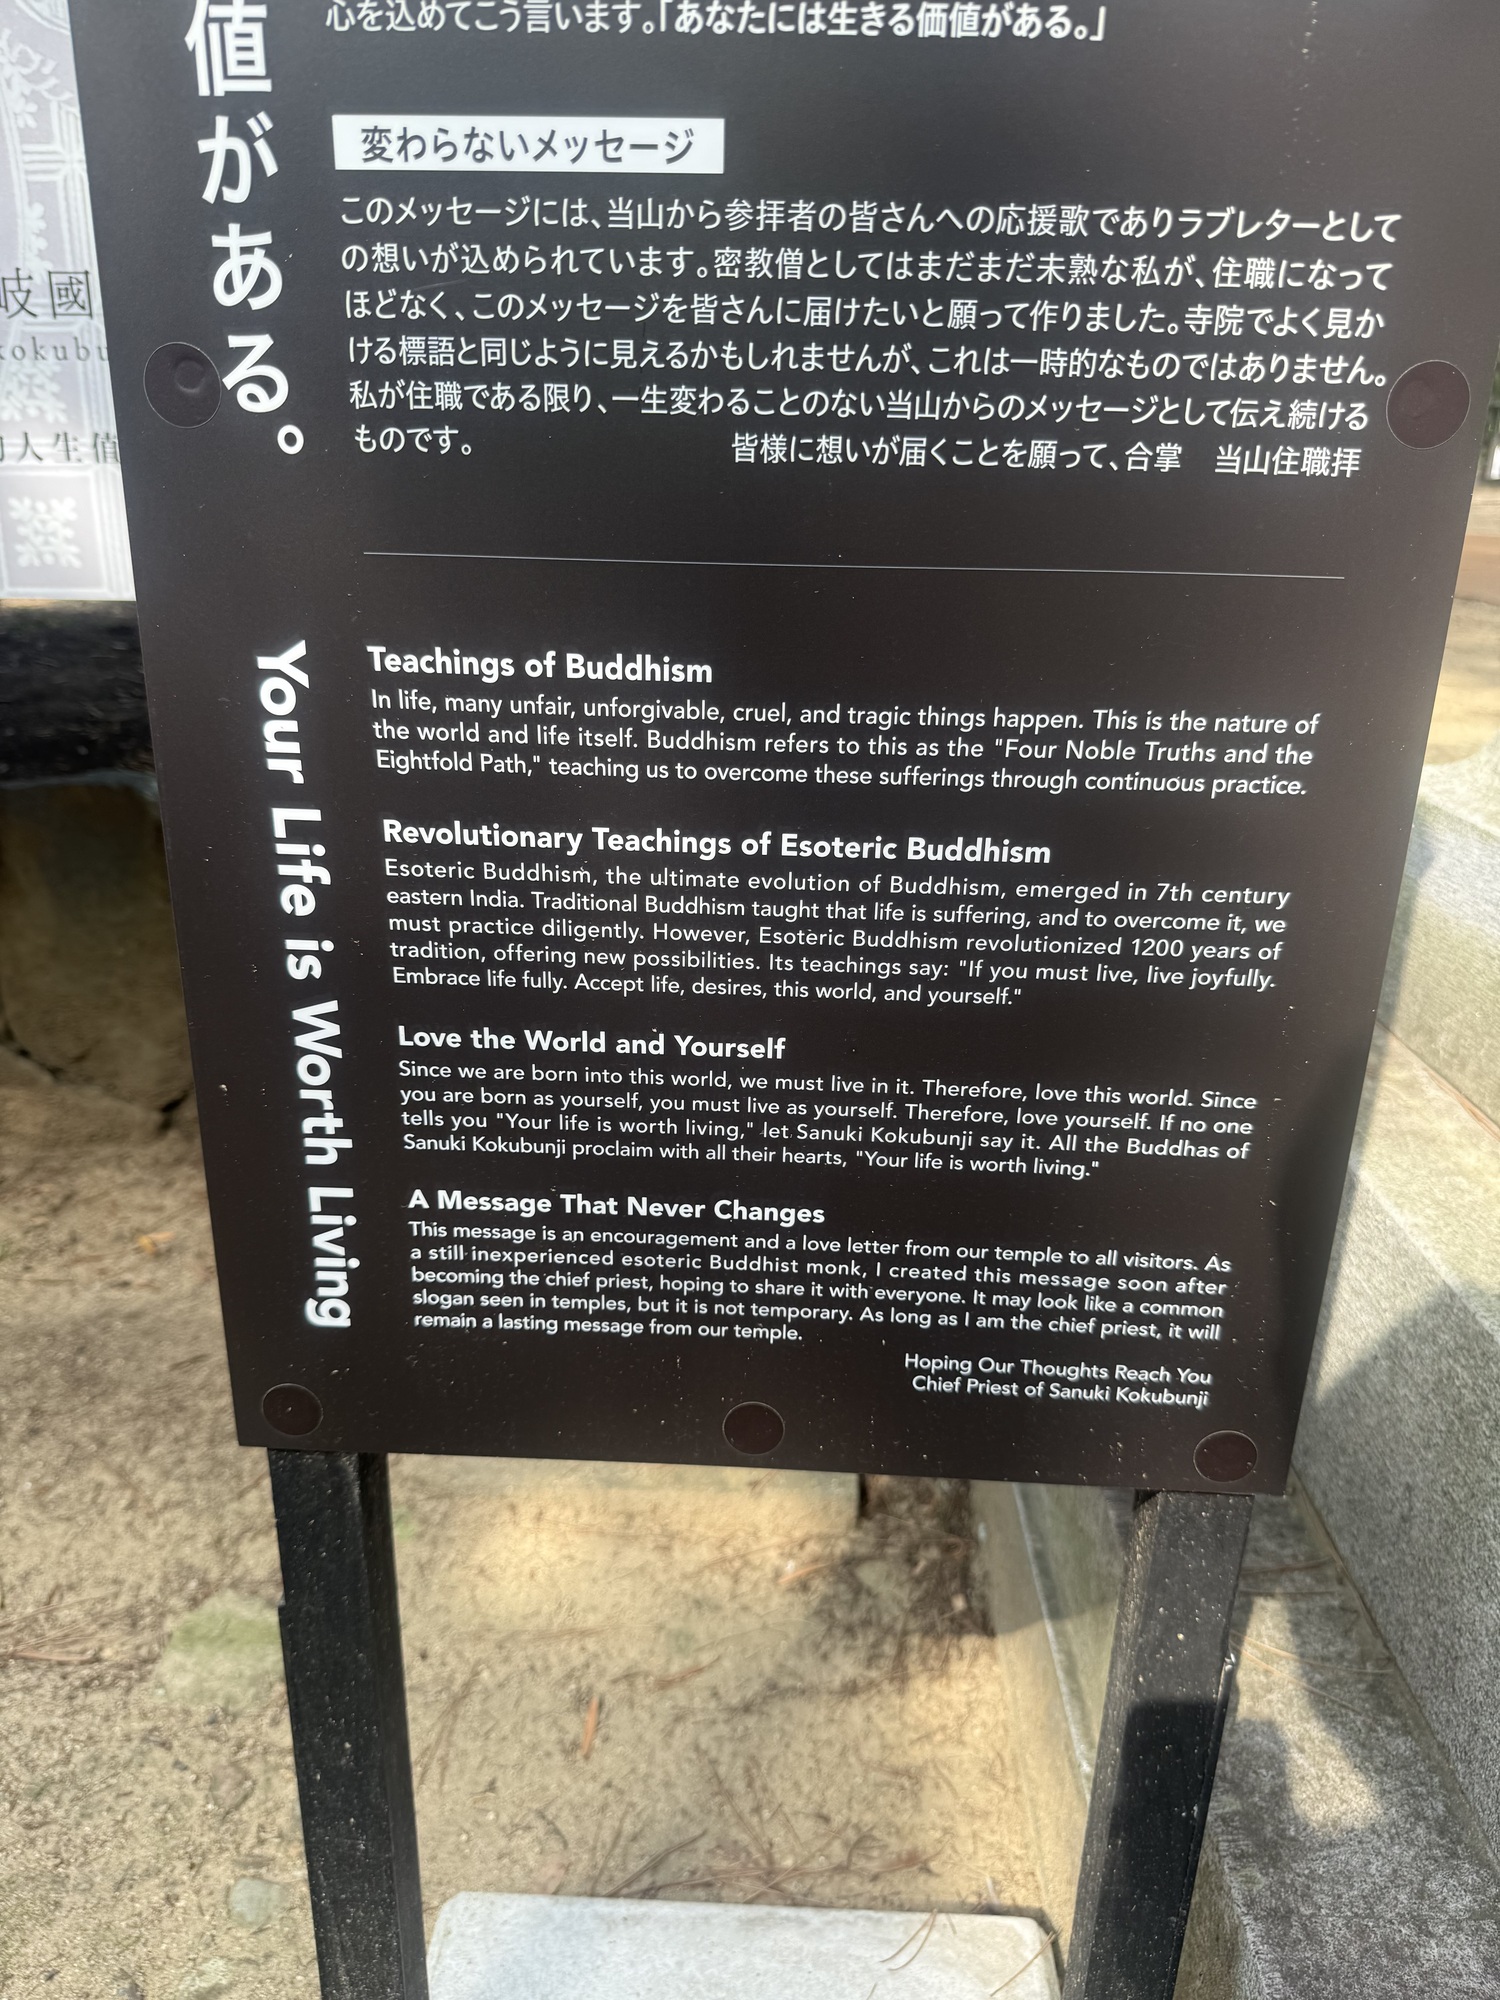 値がある。
心を込めてこう言います。「あなたには生きる価値がある。」
変わらないメッセージ
このメッセージには、当山から参拝者の皆さんへの応援歌でありラブレターとして
の想いが込められています。密教僧としてはまだまだ未熟な私が、住職になって
ほどなく、このメッセージを皆さんに届けたいと願って作りました。寺院でよく見か
ける標語と同じように見えるかもしれませんが、これは一時的なものではありません。
私が住職である限り、一生変わることのない当山からのメッセージとして伝え続ける
ものです。
皆様に想いが届くことを願って、合掌　当山住職拝
Your Life is Worth Living
Teachings of Buddhism
In life, many unfair, unforgivable, cruel, and tragic things happen. This is the nature of
the world and life itself. Buddhism refers to this as the "Four Noble Truths and the
Eightfold Path," teaching us to overcome these sufferings through continuous practice.
Revolutionary Teachings of Esoteric Buddhism
Esoteric Buddhism, the ultimate evolution of Buddhism, emerged in 7th century
eastern India. Traditional Buddhism taught that life is suffering, and to overcome it, we
must practice diligently. However, Esoteric Buddhism revolutionized 1200 years of
tradition, offering new possibilities. Its teachings say: "If you must live, live joyfully.
Embrace life fully. Accept life, desires, this world, and yourself."
Love the World and Yourself
Since we are born into this world, we must live in it. Therefore, love this world. Since
you are born as yourself, you must live as yourself. Therefore, love yourself. If no one
tells you "Your life is worth living," let Sanuki Kokubunji say it. All the Buddhas of
Sanuki Kokubunji proclaim with all their hearts, "Your life is worth living."
A Message That Never Changes
This message is an encouragement and a love letter from our temple to all visitors. As
a still inexperienced esoteric Buddhist monk, I created this message soon after
becoming the chief priest, hoping to share it with everyone. It may look like a common
slogan seen in temples, but it is not temporary. As long as I am the chief priest, it will
remain a lasting message from our temple.
Hoping Our Thoughts Reach You
Chief Priest of Sanuki Kokubunji
岐國
kokubu
人生值